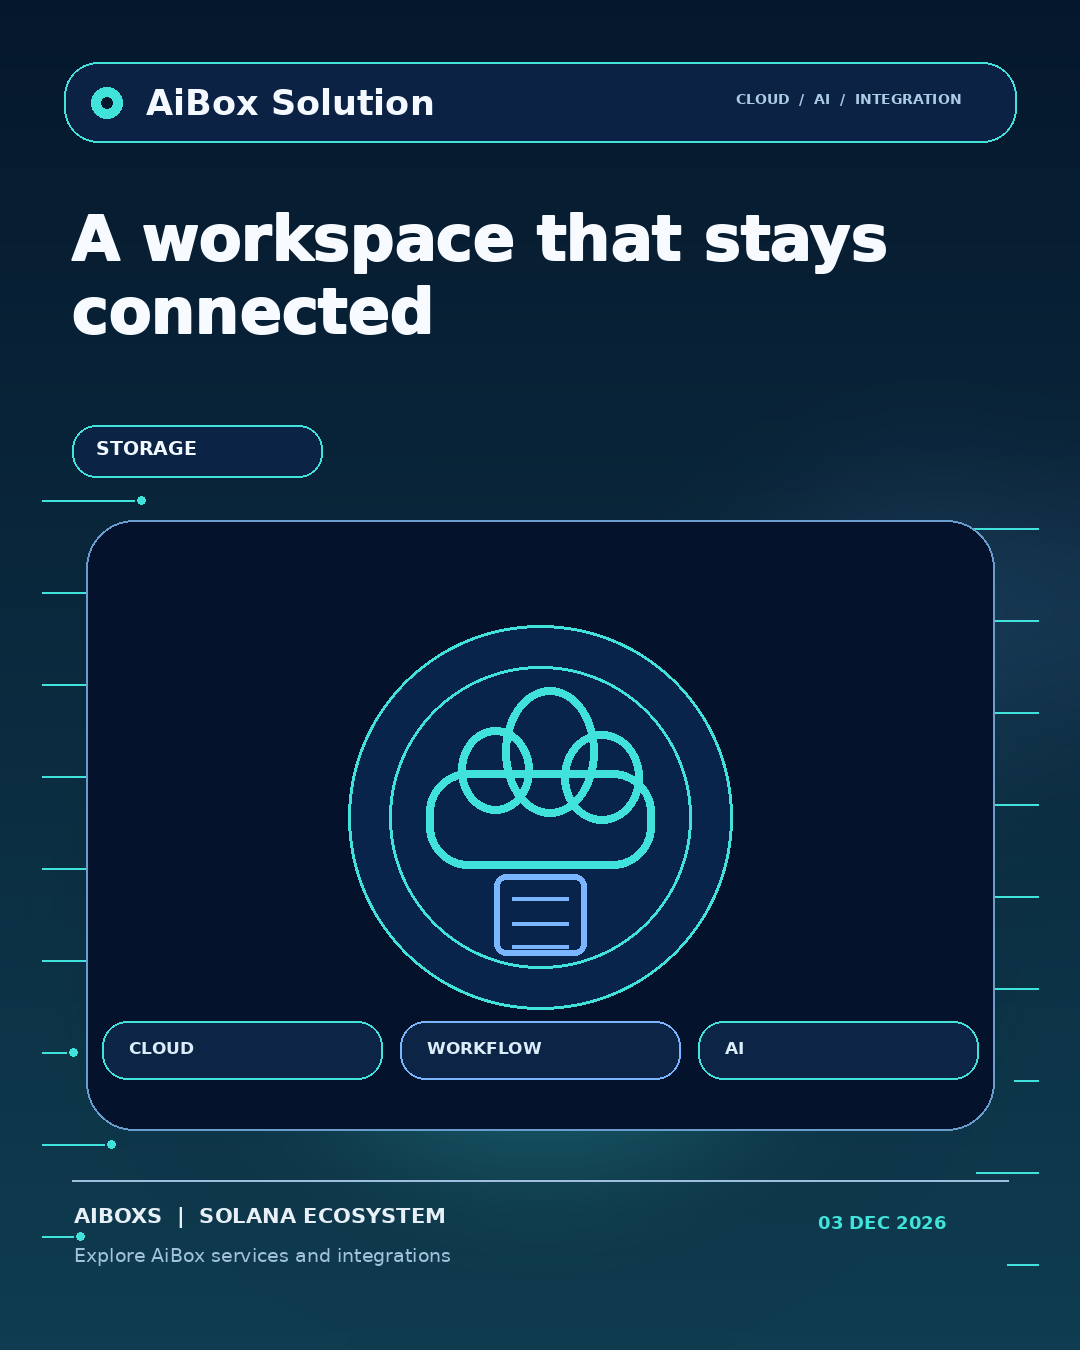 AiBox Solution
CLOUD / AI / INTEGRATION
A workspace that stays
connected
STORAGE
CLOUD
WORKFLOW
AI
AIBOXS | SOLANA ECOSYSTEM
03 DEC 2026
Explore AiBox services and integrations